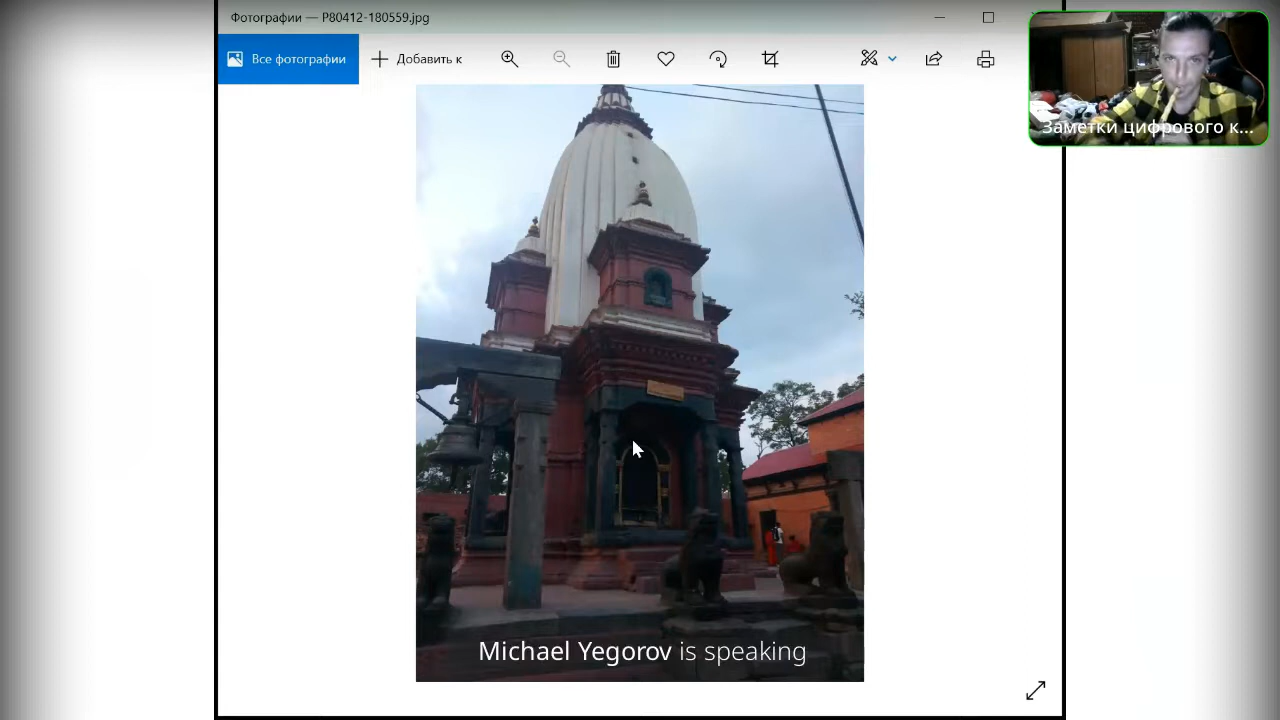 Фотографии — P80412-180559.jpg
Все фотографии
Добавить к
Заметки цифрового к...
Michael Yegorov is speaking